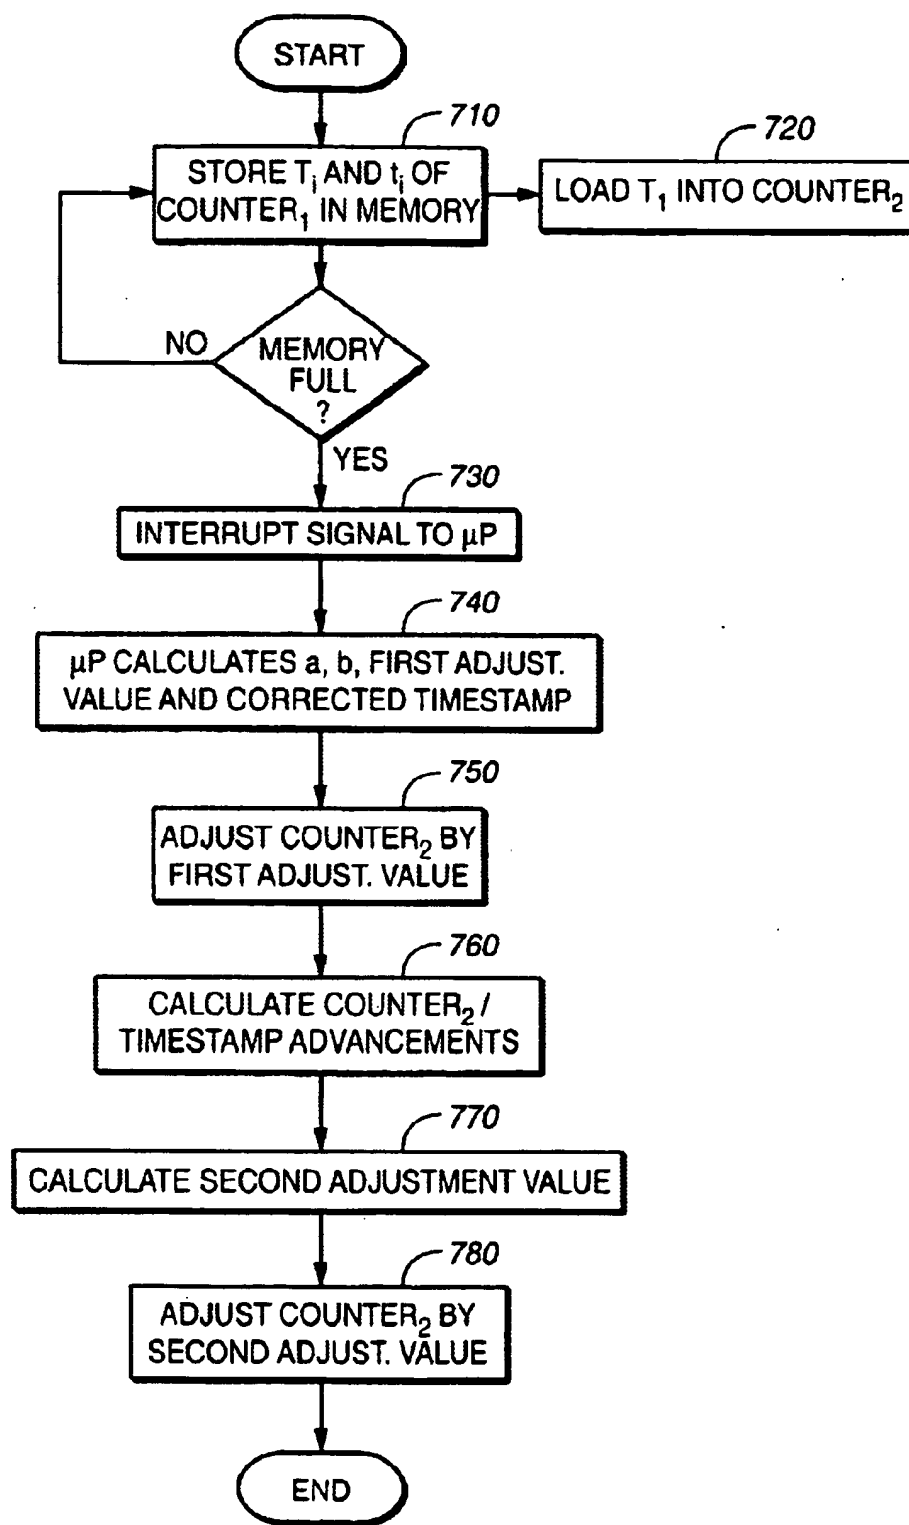 START
710
STORE Tᵢ AND tᵢ OF
COUNTER₁ IN MEMORY
720
LOAD T₁ INTO COUNTER₂
NO
MEMORY
FULL
?
YES
730
INTERRUPT SIGNAL TO μP
740
μP CALCULATES a, b, FIRST ADJUST.
VALUE AND CORRECTED TIMESTAMP
750
ADJUST COUNTER₂ BY
FIRST ADJUST. VALUE
760
CALCULATE COUNTER₂ /
TIMESTAMP ADVANCEMENTS
770
CALCULATE SECOND ADJUSTMENT VALUE
780
ADJUST COUNTER₂ BY
SECOND ADJUST. VALUE
END